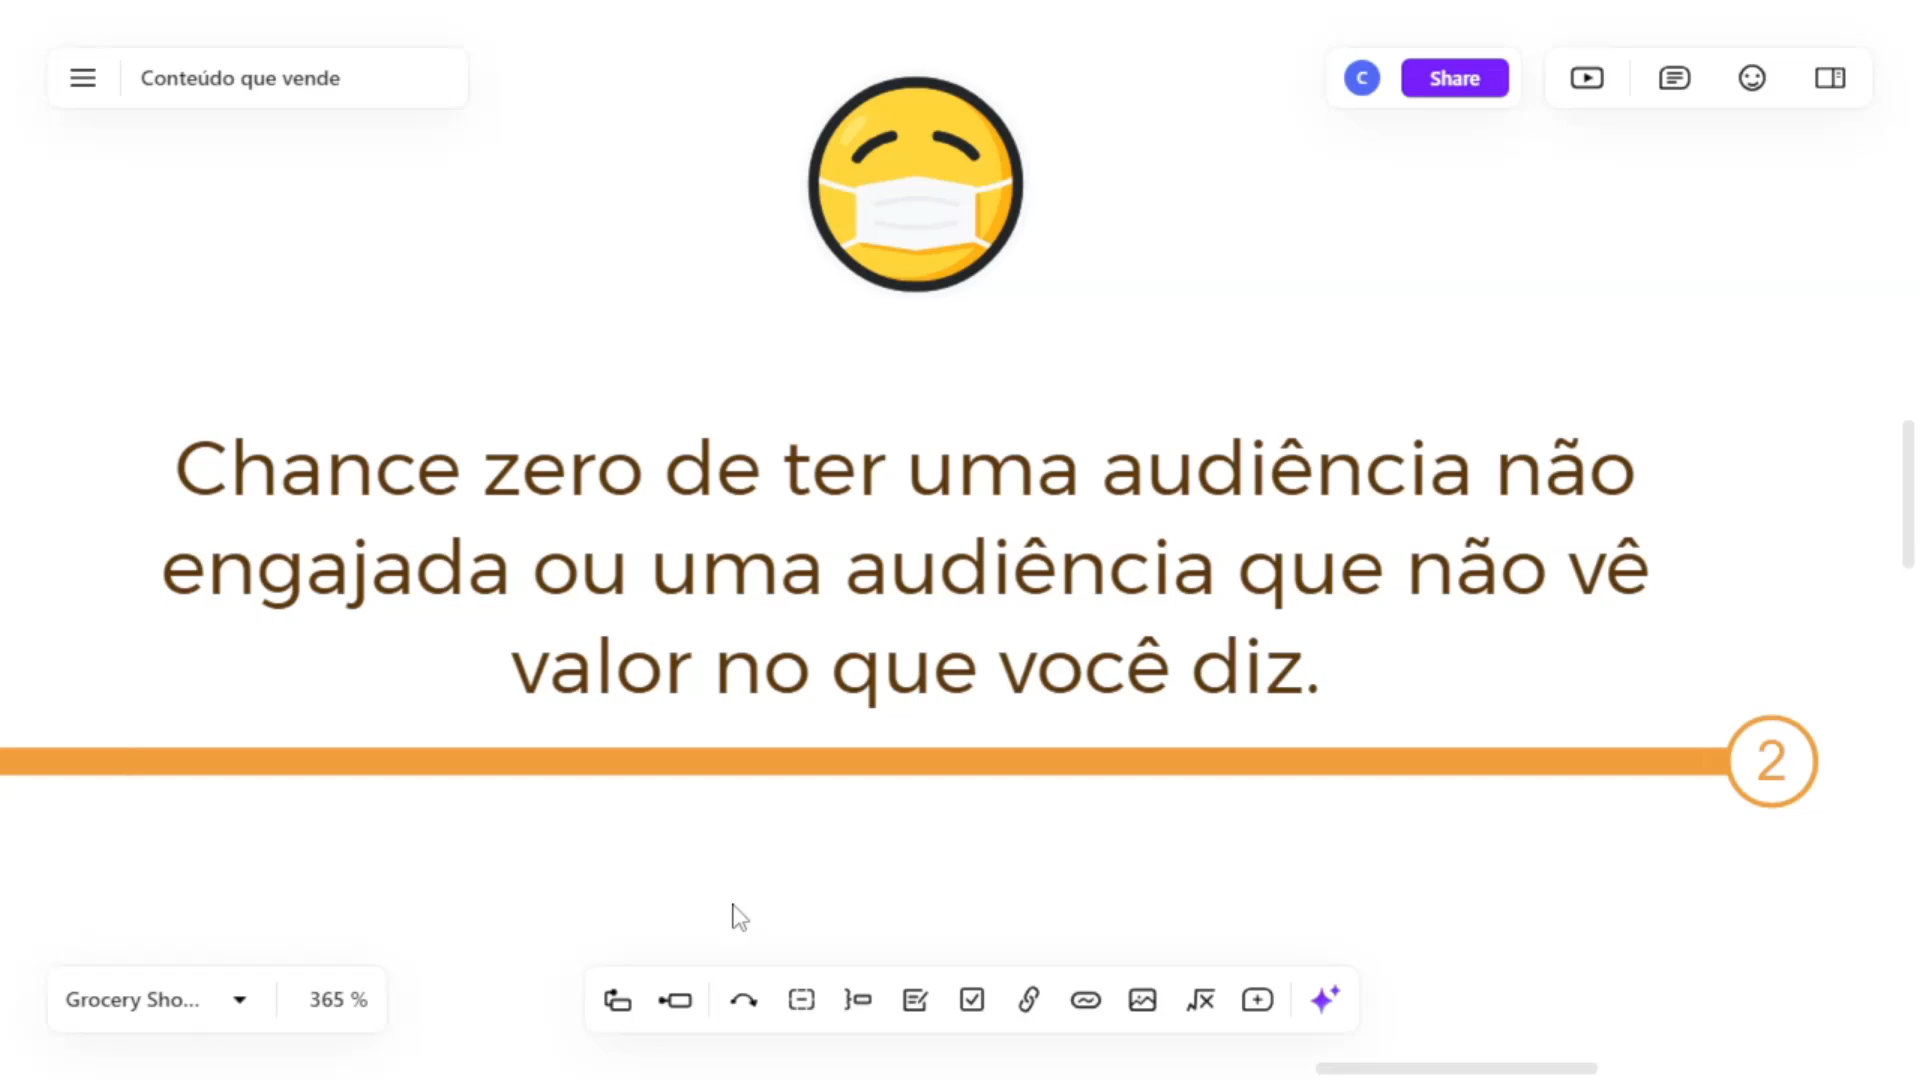 Conteúdo que vende
C
Share
Chance zero de ter uma audiência não
engajada ou uma audiência que não vê
valor no que você diz.
2
Grocery Sho...
365 %